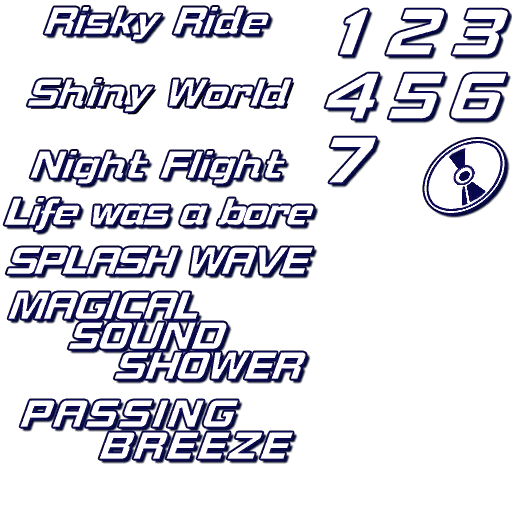 Risky Ride
1 2 3
Shiny World
4 5 6
Night Flight
7
Life was a bore
SPLASH WAVE
MAGICAL
SOUND
SHOWER
PASSING
BREEZE